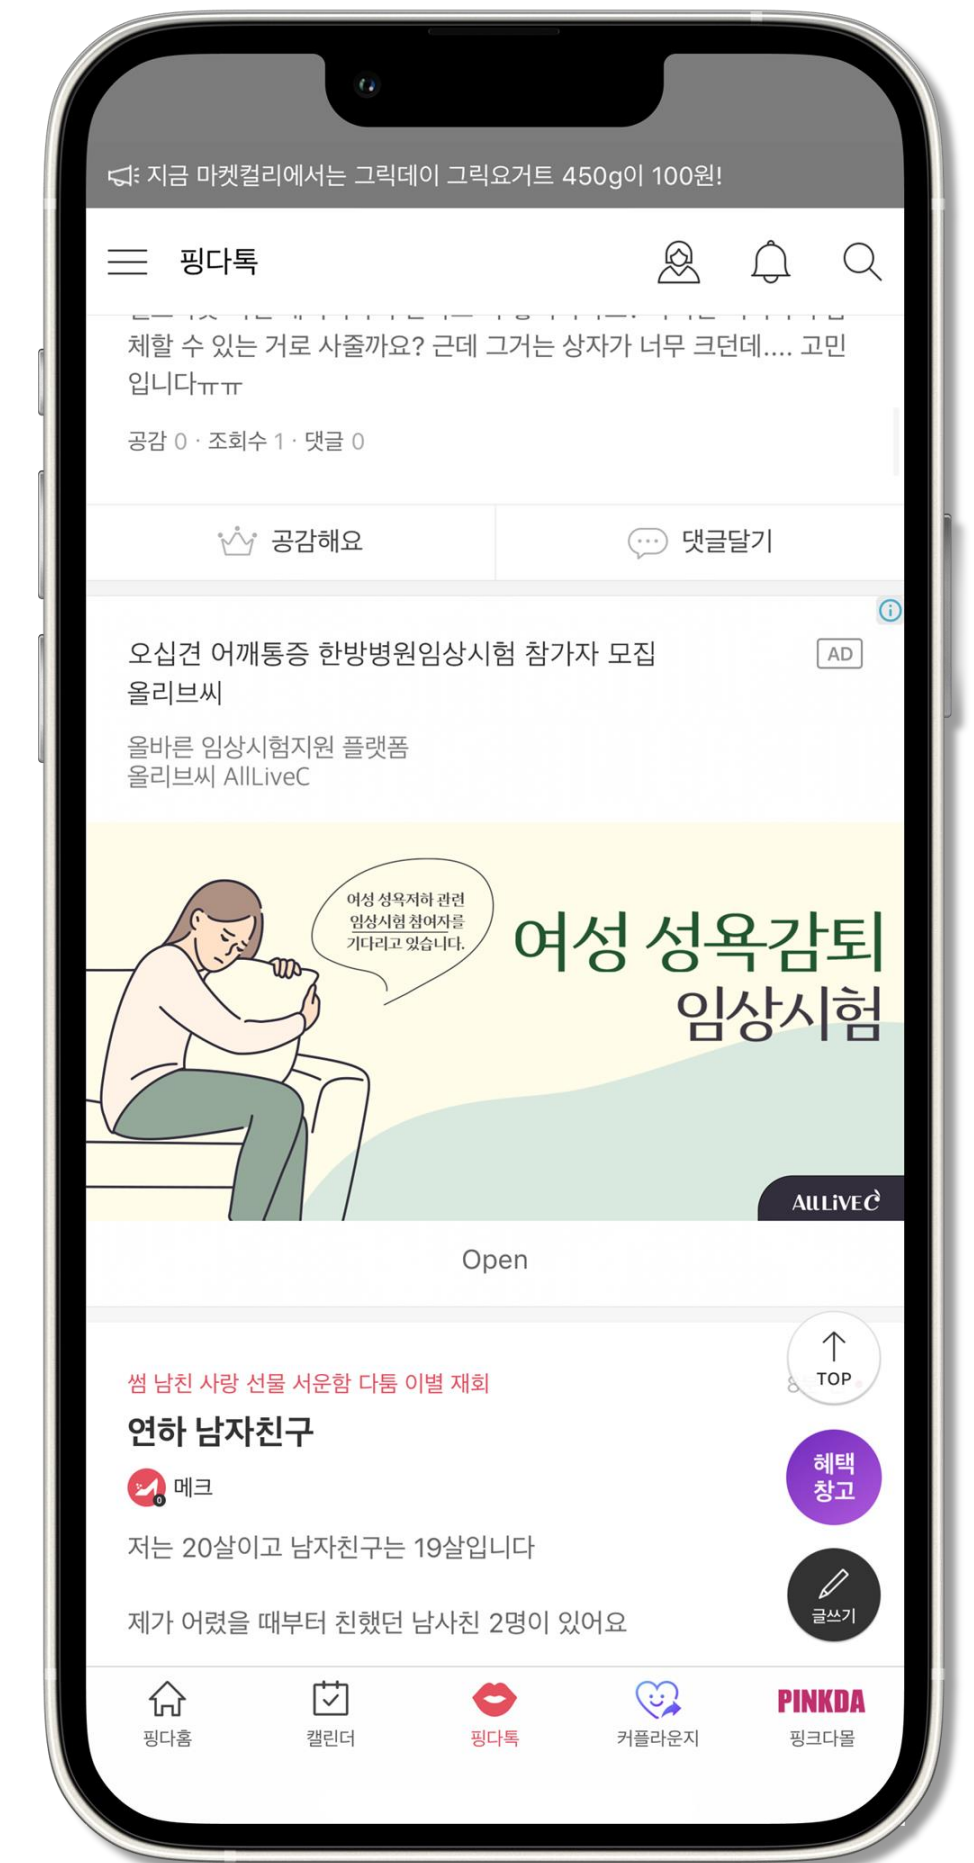 지금 마켓컬리에서는 그릭데이 그릭요거트 450g이 100원!
핑다톡
체할 수 있는 거로 사줄까요? 근데 그거는 상자가 너무 크던데.... 고민
입니다ㅠㅠ
공감 0 · 조회수 1 · 댓글 0
공감해요
댓글달기
오십견 어깨통증 한방병원임상시험 참가자 모집
AD
올리브씨
올바른 임상시험지원 플랫폼
올리브씨 AllLiveC
여성 성욕저하 관련
임상시험 참여자를
기다리고 있습니다.
여성 성욕감퇴
임상시험
ALLLiVEC
Open
썸 남친 사랑 선물 서운함 다툼 이별 재회
TOP
연하 남자친구
메크
0
혜택
창고
저는 20살이고 남자친구는 19살입니다
글쓰기
제가 어렸을 때부터 친했던 남사친 2명이 있어요
핑다홈
캘린더
핑다톡
커플라운지
PINKDA
핑크다몰